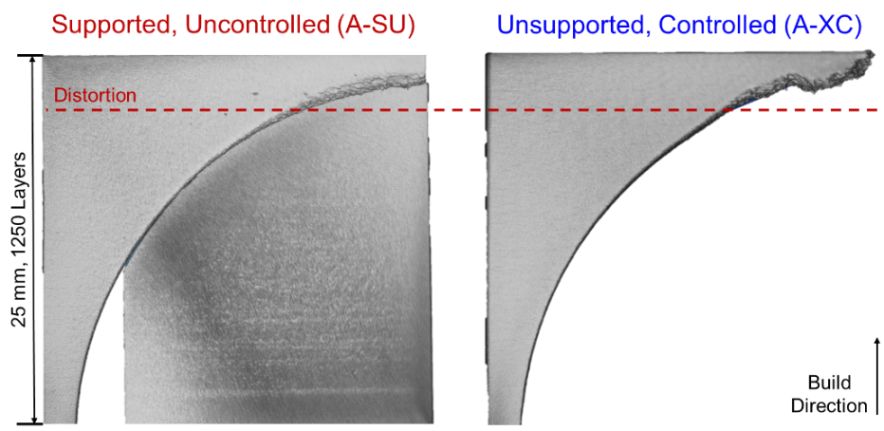 Supported, Uncontrolled (A-SU)
Unsupported, Controlled (A-XC)
Distortion
25 mm, 1250 Layers
Build
Direction